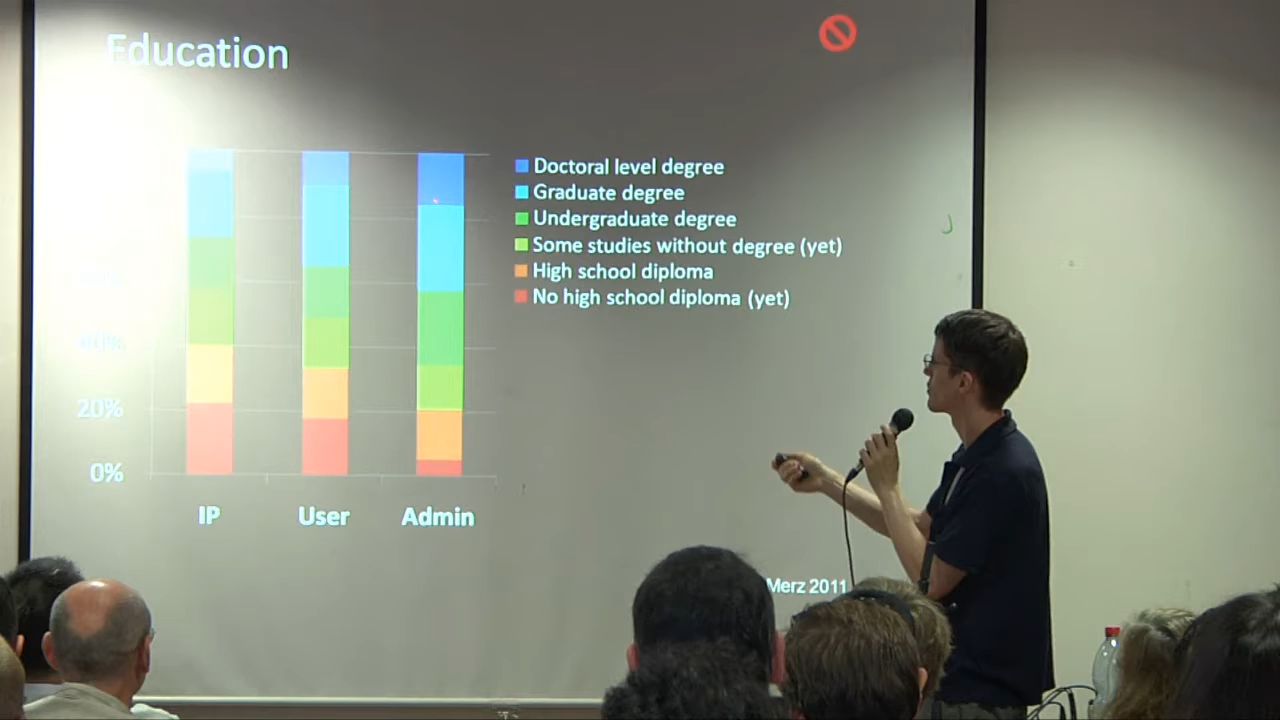 Education
Doctoral level degree
Graduate degree
Undergraduate degree
Some studies without degree (yet)
High school diploma
No high school diploma (yet)
20%
0%
IP
User
Admin
Merz 2011